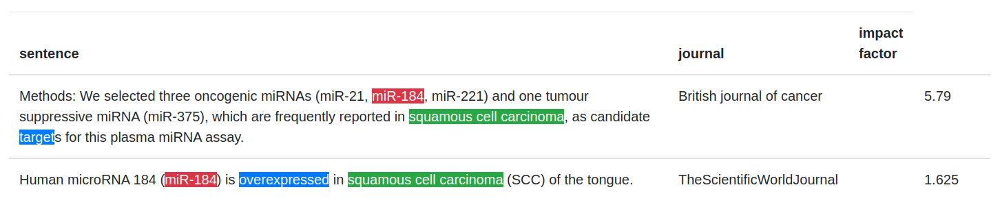 impact
sentence journal factor
Methods: We selected three oncogenic miRNAs (miR-21, miR-184, miR-221) and one tumour British journal of cancer 5.79
suppressive miRNA (miR-375), which are frequently reported in squamous cell carcinoma, as candidate
targets for this plasma miRNA assay.
Human microRNA 184 (miR-184) is overexpressed in squamous cell carcinoma (SCC) of the tongue. TheScientificWorldJournal 1.625